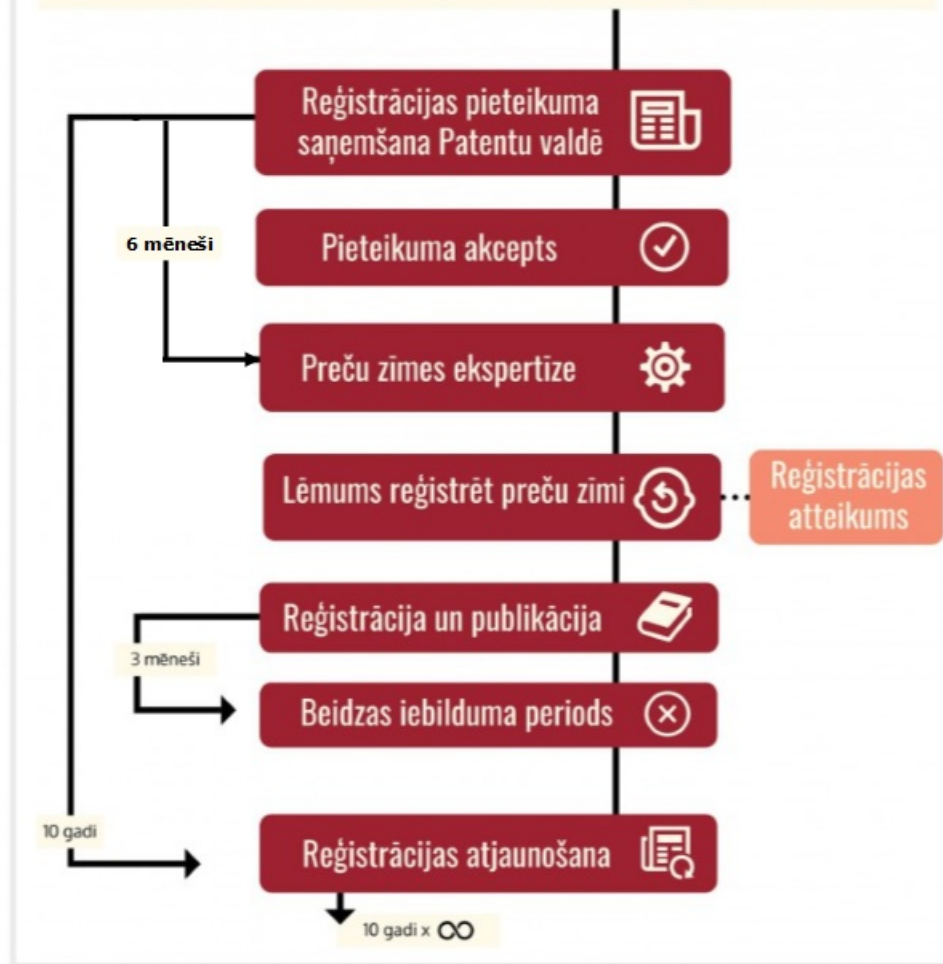 Reģistrācijas pieteikuma
saņemšana Patentu valdē
6 mēneši
Pieteikuma akcepts
Preču zīmes ekspertīze
Lēmums reģistrēt preču zīmi
Reģistrācijas
atteikums
Reģistrācija un publikācija
3 mēneši
Beidzas iebilduma periods
10 gadi
Reģistrācijas atjaunošana
10 gadi x ∞